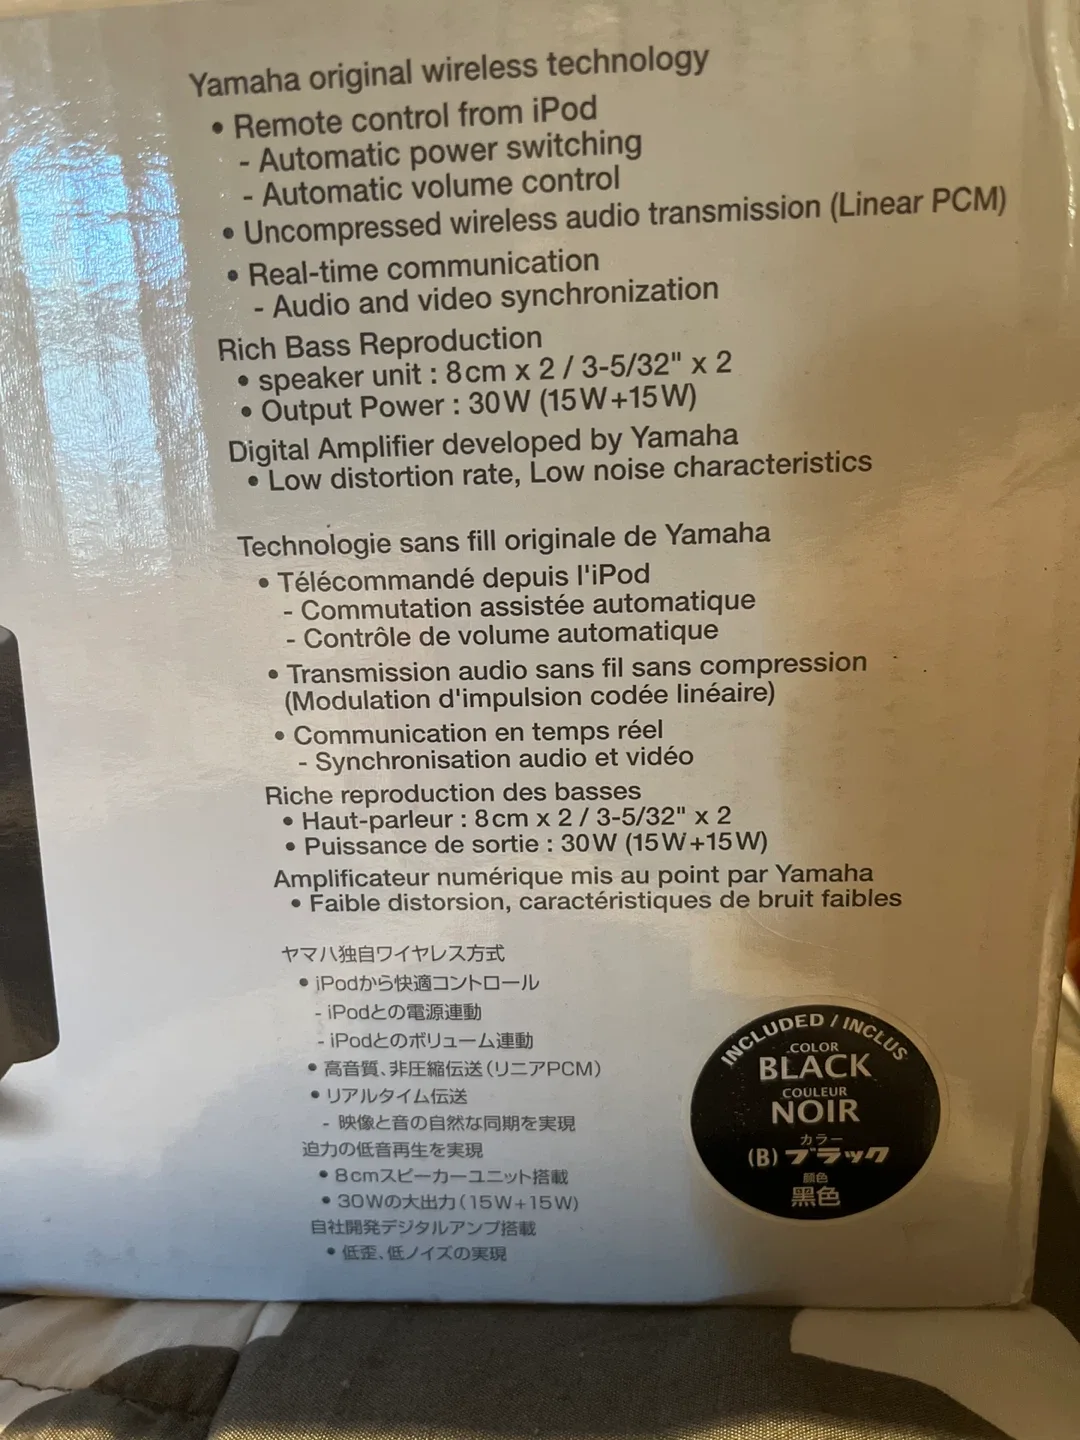 Yamaha original wireless technology
• Remote control from iPod
- Automatic power switching
- Automatic volume control
• Uncompressed wireless audio transmission (Linear PCM)
• Real-time communication
- Audio and video synchronization
Rich Bass Reproduction
• speaker unit : 8cm x 2 / 3-5/32" x 2
• Output Power : 30W (15W+15W)
Digital Amplifier developed by Yamaha
• Low distortion rate, Low noise characteristics
Technologie sans fill originale de Yamaha
• Télécommandé depuis l'iPod
- Commutation assistée automatique
- Contrôle de volume automatique
• Transmission audio sans fil sans compression
(Modulation d'impulsion codée linéaire)
• Communication en temps réel
- Synchronisation audio et vidéo
Riche reproduction des basses
• Haut-parleur : 8cm x 2 / 3-5/32" x 2
• Puissance de sortie : 30W (15W+15W)
Amplificateur numérique mis au point par Yamaha
• Faible distorsion, caractéristiques de bruit faibles
ヤマハ独自ワイヤレス方式
• iPodから快適コントロール
- iPodとの電源連動
- iPodとのボリューム連動
• 高音質、非圧縮伝送(リニアPCM)
• リアルタイム伝送
- 映像と音の自然な同期を実現
迫力の低音再生を実現
• 8cmスピーカーユニット搭載
• 30Wの大出力(15W+15W)
自社開発デジタルアンプ搭載
• 低歪、低ノイズの実現
INCLUDED / INCLUS
COLOR
BLACK
COULEUR
NOIR
カラー
(B) ブラック
颜色
黑色